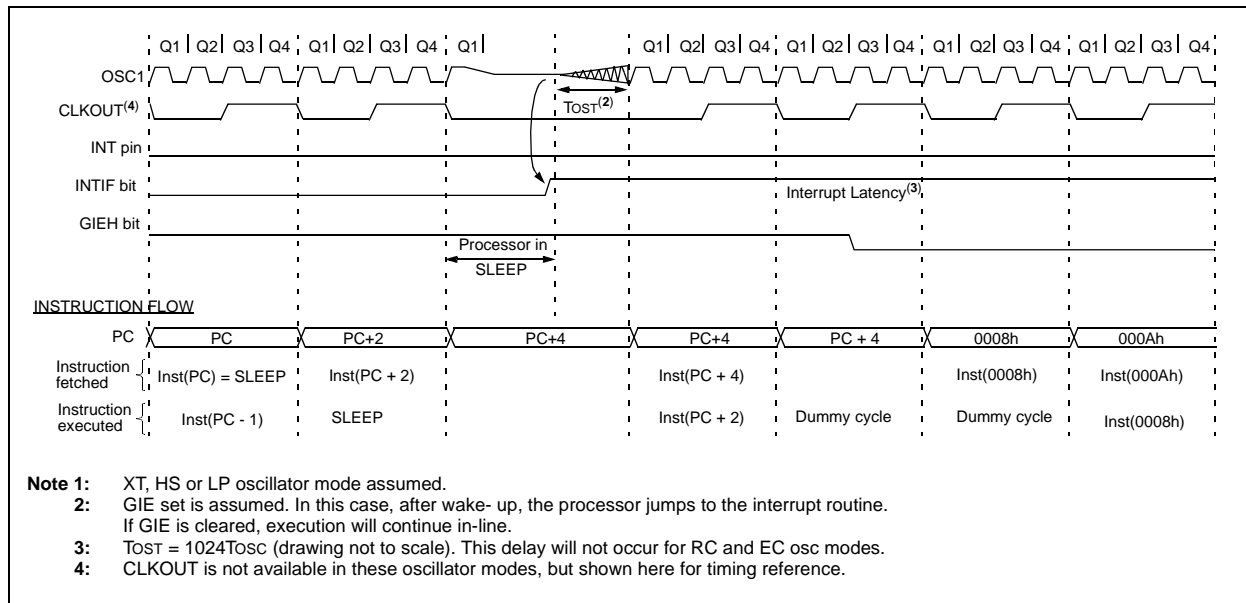 Q1 Q2 Q3 Q4 Q1 Q2 Q3 Q4 Q1 Q1 Q2 Q3 Q4 Q1 Q2 Q3 Q4 Q1 Q2 Q3 Q4 Q1 Q2 Q3 Q4
OSC1
TOST(2)
CLKOUT(4)
INT pin
INTIF bit
Interrupt Latency(3)
GIEH bit
Processor in
SLEEP
INSTRUCTION FLOW
PC PC PC+2 PC+4 PC+4 PC + 4 0008h 000Ah
Instruction
fetched
Inst(PC) = SLEEP Inst(PC + 2) Inst(PC + 4) Inst(0008h) Inst(000Ah)
Instruction
executed
Inst(PC - 1) SLEEP Inst(PC + 2) Dummy cycle Dummy cycle Inst(0008h)
Note 1: XT, HS or LP oscillator mode assumed.
2: GIE set is assumed. In this case, after wake- up, the processor jumps to the interrupt routine.
If GIE is cleared, execution will continue in-line.
3: TOST = 1024TOSC (drawing not to scale). This delay will not occur for RC and EC osc modes.
4: CLKOUT is not available in these oscillator modes, but shown here for timing reference.